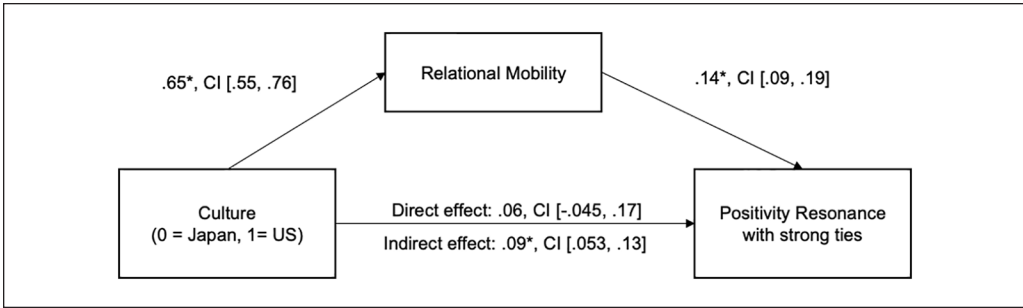 Relational Mobility
.65*, CI [.55, .76]
.14*, CI [.09, .19]
Culture
(0 = Japan, 1= US)
Direct effect: .06, CI [-.045, .17]
Indirect effect: .09*, CI [.053, .13]
Positivity Resonance
with strong ties